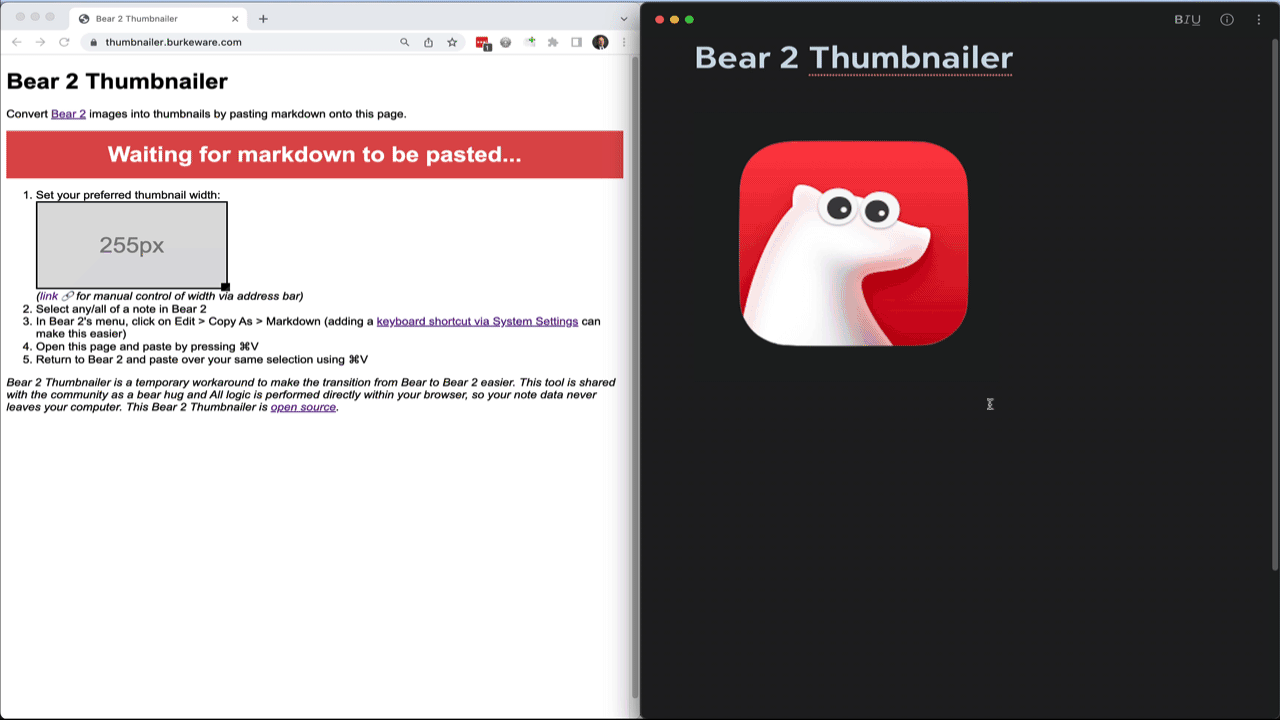 Bear 2 Thumbnailer
thumbnailer.burkeware.com
1
Bear 2 Thumbnailer
Convert Bear 2 images into thumbnails by pasting markdown onto this page.
Waiting for markdown to be pasted...
1. Set your preferred thumbnail width:
255px
(link 🔗 for manual control of width via address bar)
2. Select any/all of a note in Bear 2
3. In Bear 2's menu, click on Edit > Copy As > Markdown (adding a keyboard shortcut via System Settings can
make this easier)
4. Open this page and paste by pressing ⌘V
5. Return to Bear 2 and paste over your same selection using ⌘V
Bear 2 Thumbnailer is a temporary workaround to make the transition from Bear to Bear 2 easier. This tool is shared
with the community as a bear hug and All logic is performed directly within your browser, so your note data never
leaves your computer. This Bear 2 Thumbnailer is open source.
BIU
Bear 2 Thumbnailer